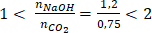 1 < n_NaOH / n_CO₂ = 1,2 / 0,75 < 2